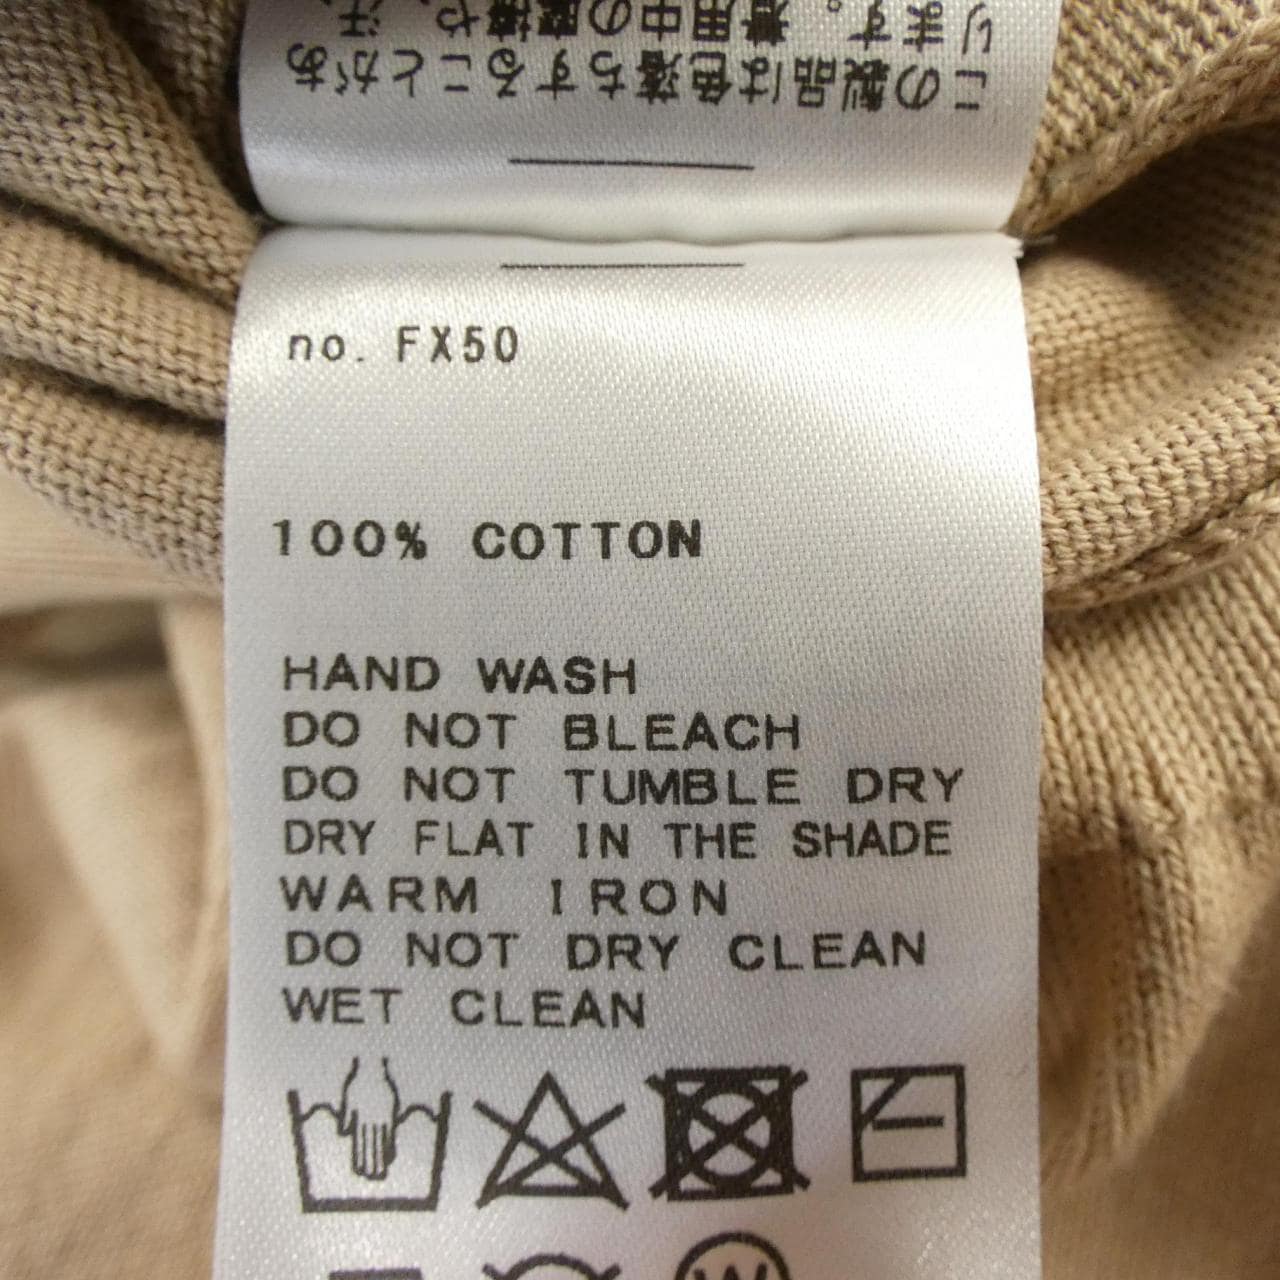 この製品は色落ちすることがあ
ります。着用中の摩擦や、汗、
no. FX50
100% COTTON
HAND WASH
DO NOT BLEACH
DO NOT TUMBLE DRY
DRY FLAT IN THE SHADE
WARM IRON
DO NOT DRY CLEAN
WET CLEAN
W